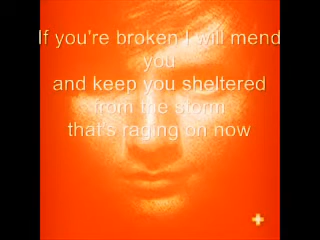 If you're broken I will mend
you
and keep you sheltered
from the storm
that's raging on now